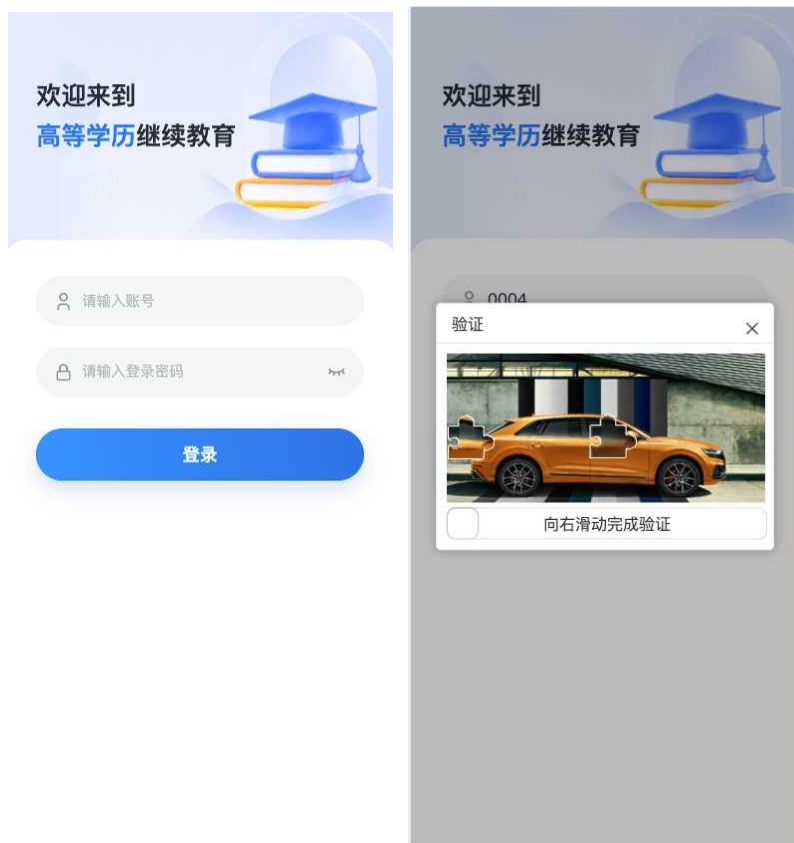 欢迎来到
高等学历继续教育
请输入账号
请输入登录密码
登录
欢迎来到
高等学历继续教育
0004
验证
向右滑动完成验证